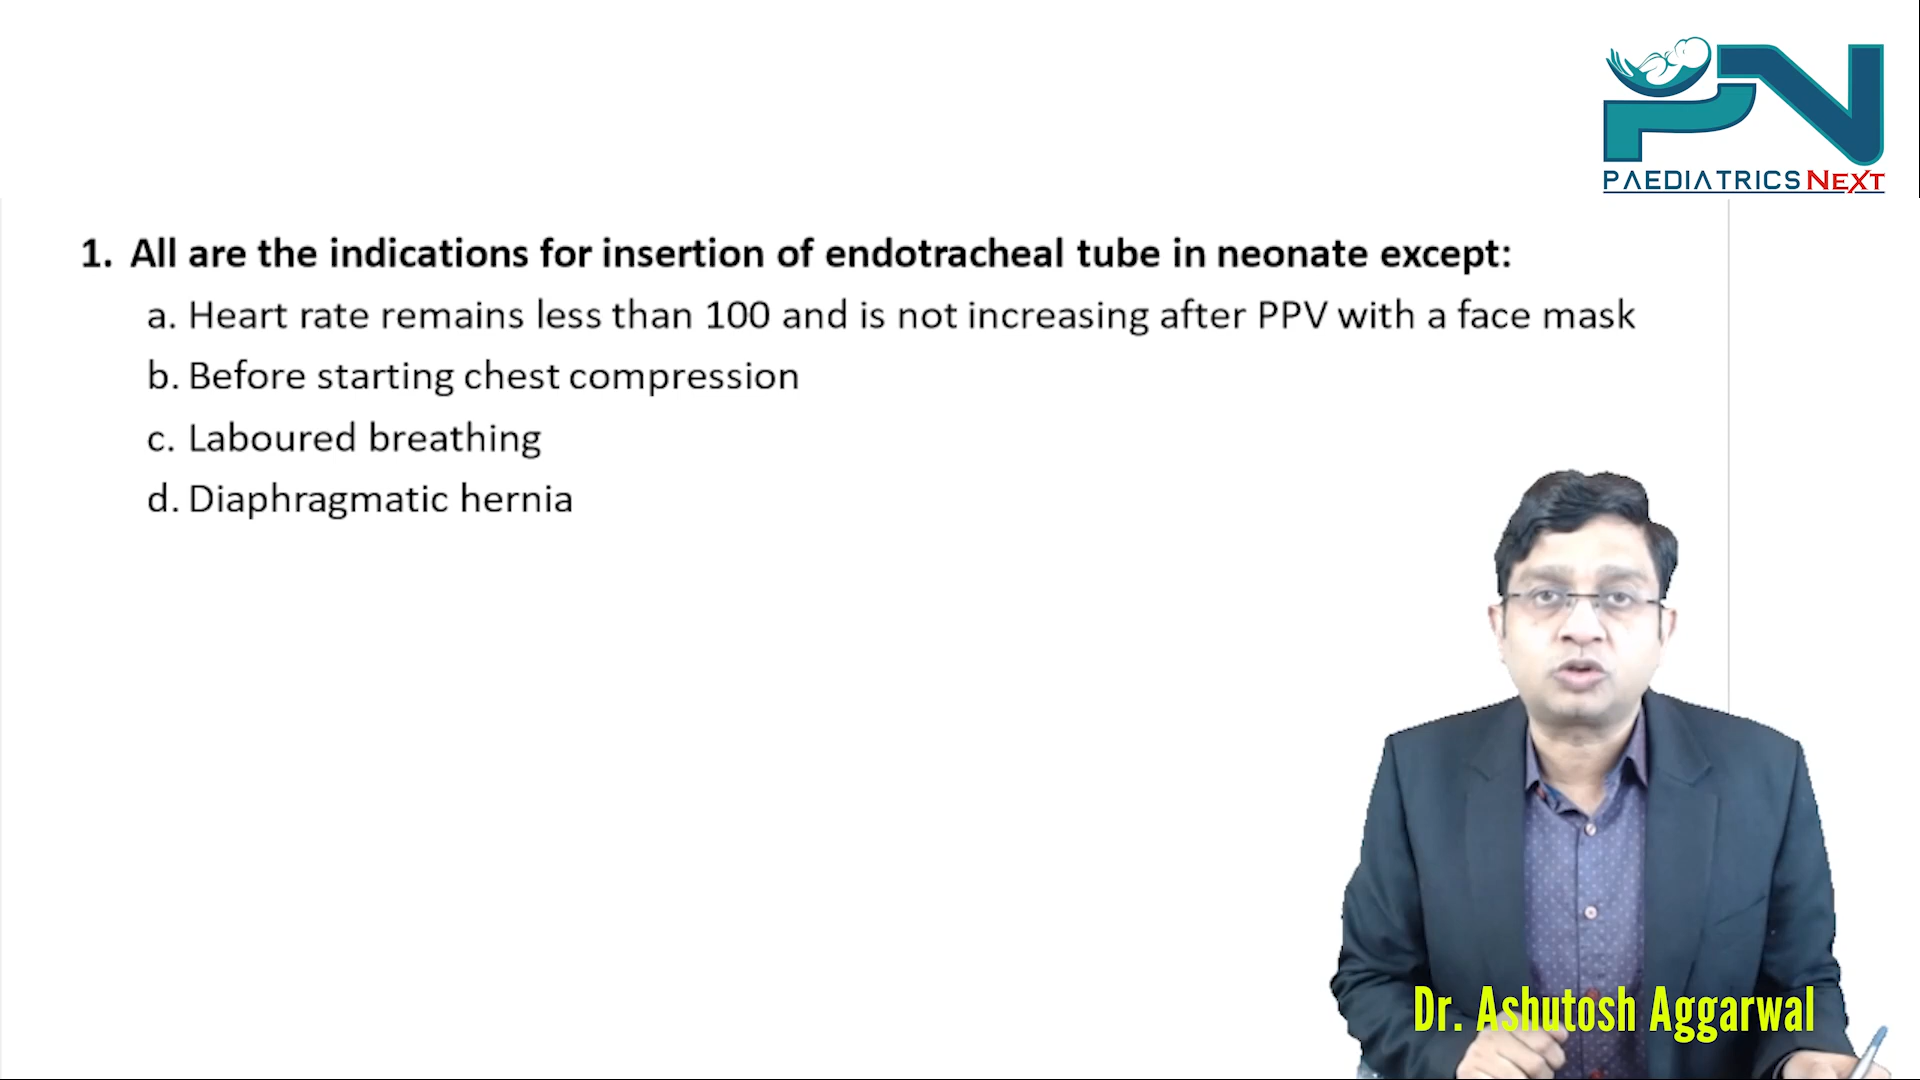 PAEDIATRICS NEXT
1. All are the indications for insertion of endotracheal tube in neonate except:
a. Heart rate remains less than 100 and is not increasing after PPV with a face mask
b. Before starting chest compression
c. Laboured breathing
d. Diaphragmatic hernia
Dr. Ashutosh Aggarwal